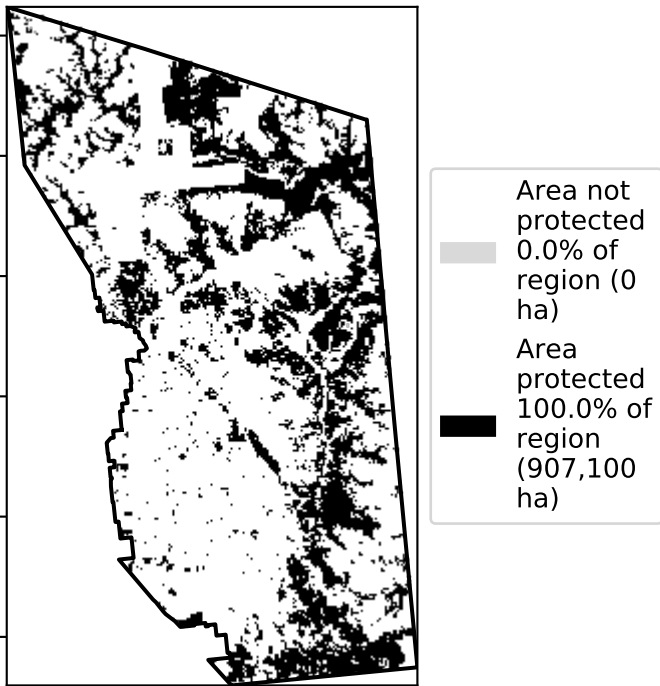 Area not
protected
0.0% of
region (0
ha)
Area
protected
100.0% of
region
(907,100
ha)